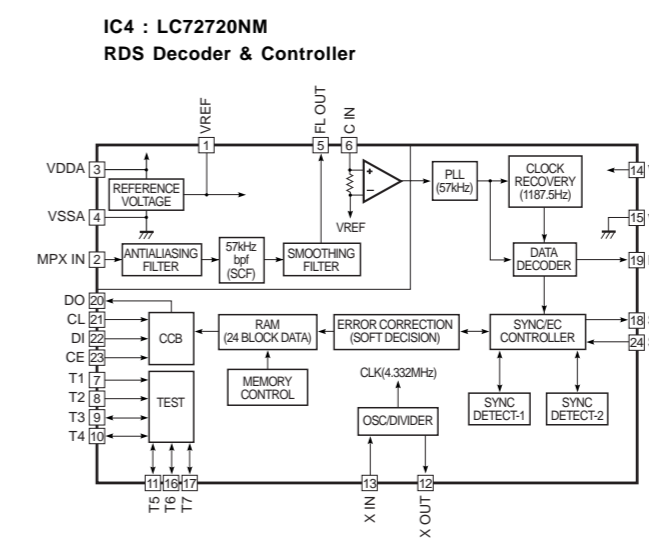 IC4 : LC72720NM
RDS Decoder & Controller
VREF
FL OUT
C IN
1
5
6
VDDA 3
REFERENCE
VOLTAGE
VSSA 4
MPX IN 2
ANTIALIASING
FILTER
57kHz
bpf
(SCF)
SMOOTHING
FILTER
+
−
VREF
PLL
(57kHz)
CLOCK
RECOVERY
(1187.5Hz)
DATA
DECODER
14
15
19
DO 20
CL 21
DI 22
CE 23
CCB
RAM
(24 BLOCK DATA)
ERROR CORRECTION
(SOFT DECISION)
SYNC/EC
CONTROLLER
18
24
T1 7
T2 8
T3 9
T4 10
TEST
MEMORY
CONTROL
CLK(4.332MHz)
OSC/DIVIDER
SYNC
DETECT-1
SYNC
DETECT-2
11
16
17
13
12
T5
T6
T7
X IN
X OUT